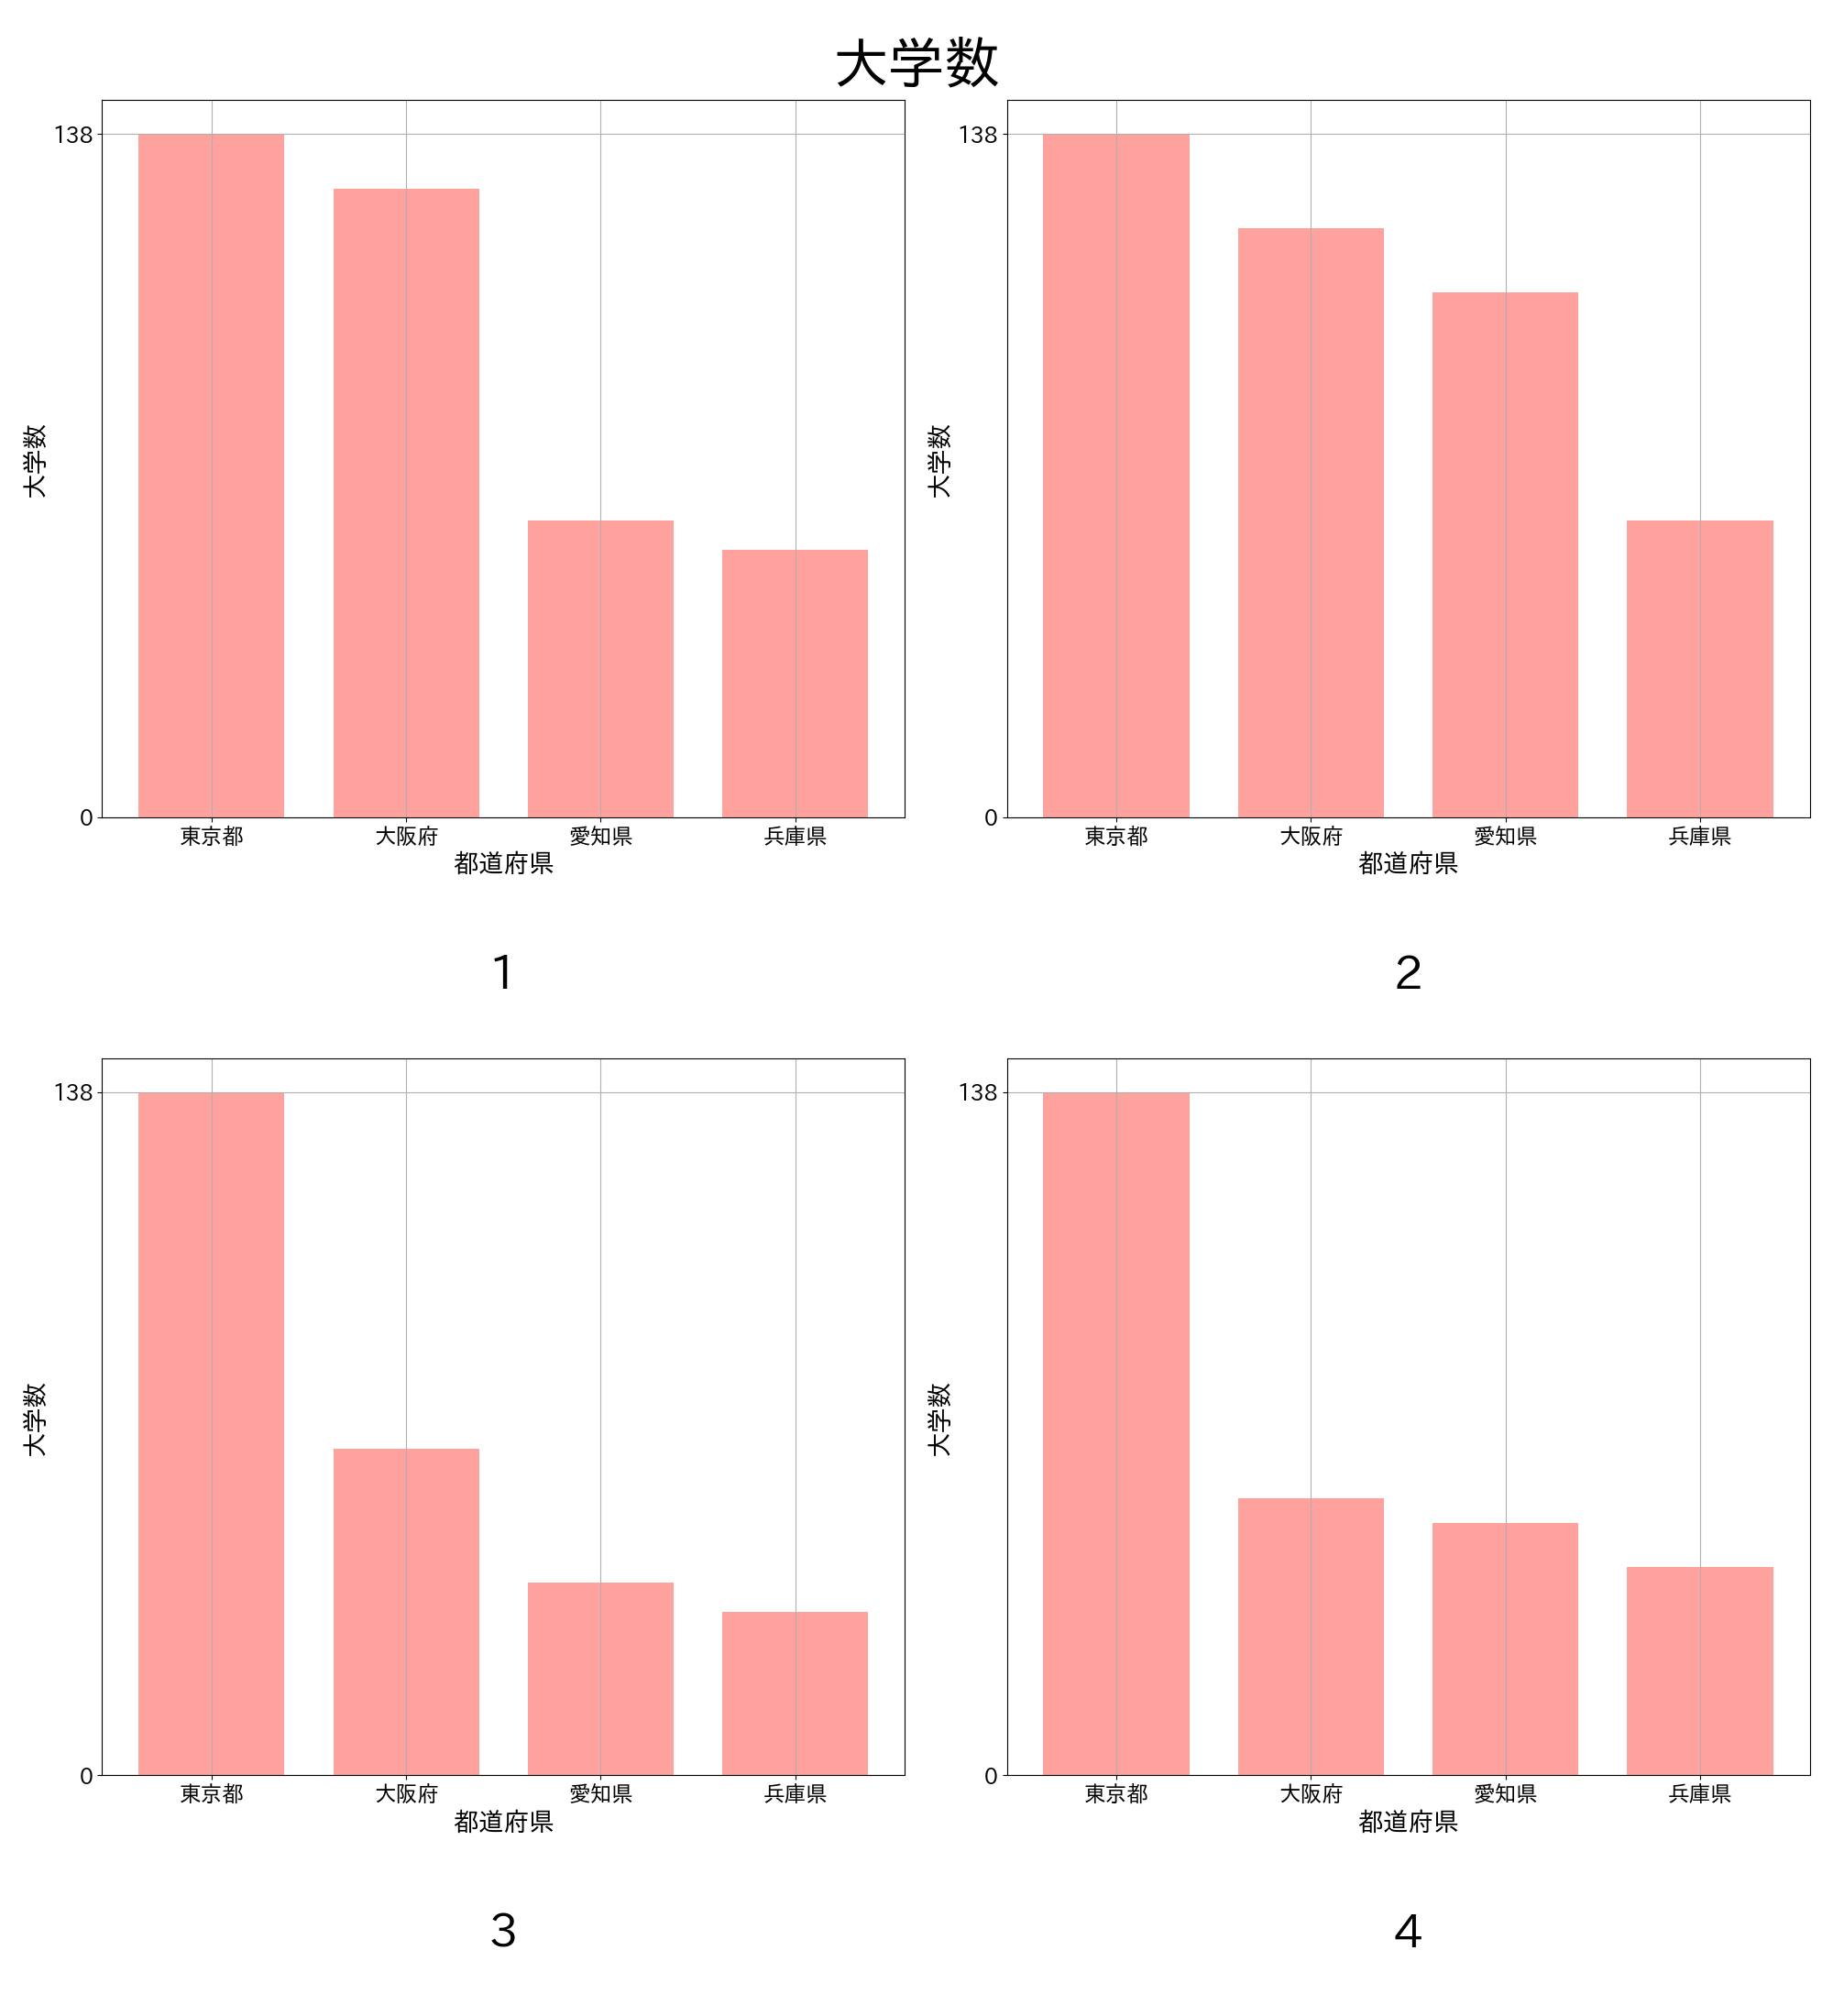 大学数
138
0
大学数
東京都 大阪府 愛知県 兵庫県
都道府県
1
138
0
大学数
東京都 大阪府 愛知県 兵庫県
都道府県
2
138
0
大学数
東京都 大阪府 愛知県 兵庫県
都道府県
3
138
0
大学数
東京都 大阪府 愛知県 兵庫県
都道府県
4